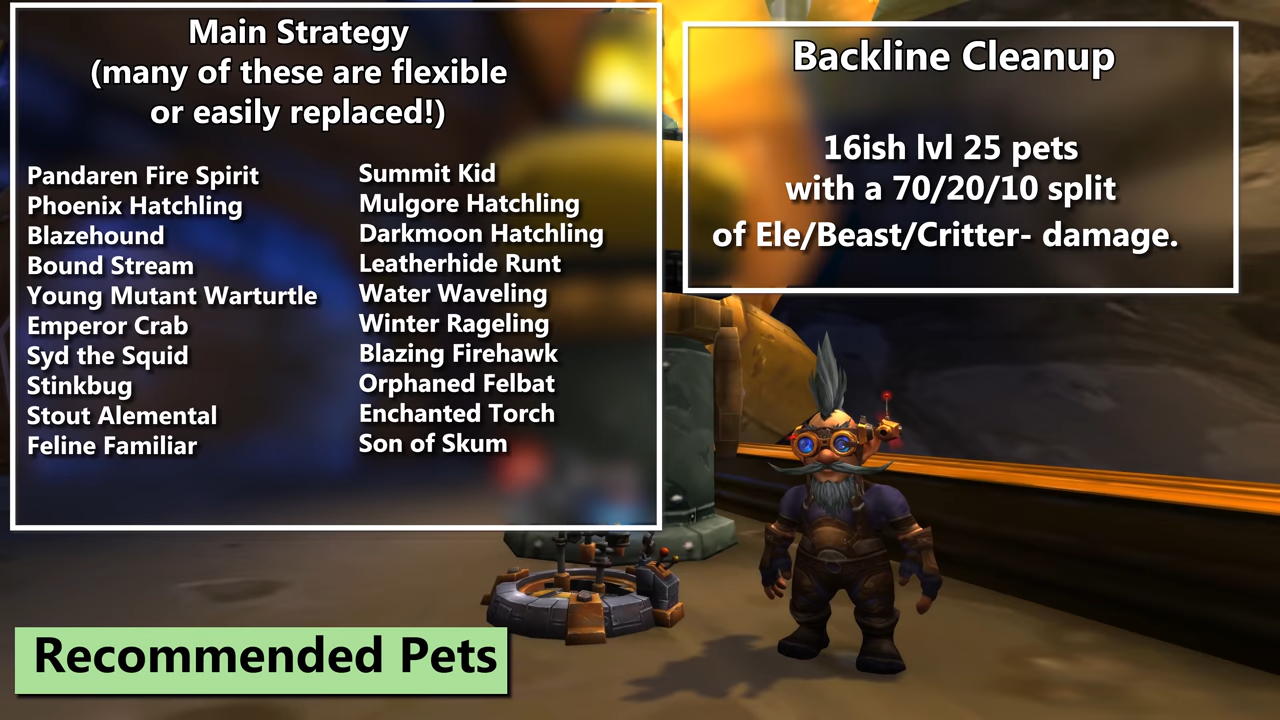 Main Strategy
(many of these are flexible
or easily replaced!)
Pandaren Fire Spirit
Phoenix Hatchling
Blazehound
Bound Stream
Young Mutant Warturtle
Emperor Crab
Syd the Squid
Stinkbug
Stout Alemental
Feline Familiar
Summit Kid
Mulgore Hatchling
Darkmoon Hatchling
Leatherhide Runt
Water Waveling
Winter Rageling
Blazing Firehawk
Orphaned Felbat
Enchanted Torch
Son of Skum
Backline Cleanup
16ish lvl 25 pets
with a 70/20/10 split
of Ele/Beast/Critter- damage.
Recommended Pets